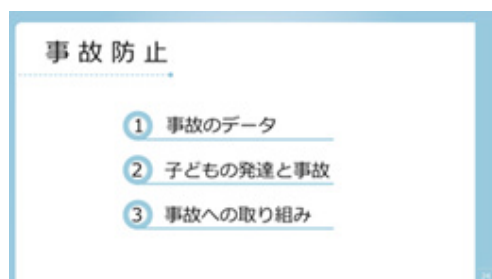 事故防止
① 事故のデータ
② 子どもの発達と事故
③ 事故への取り組み